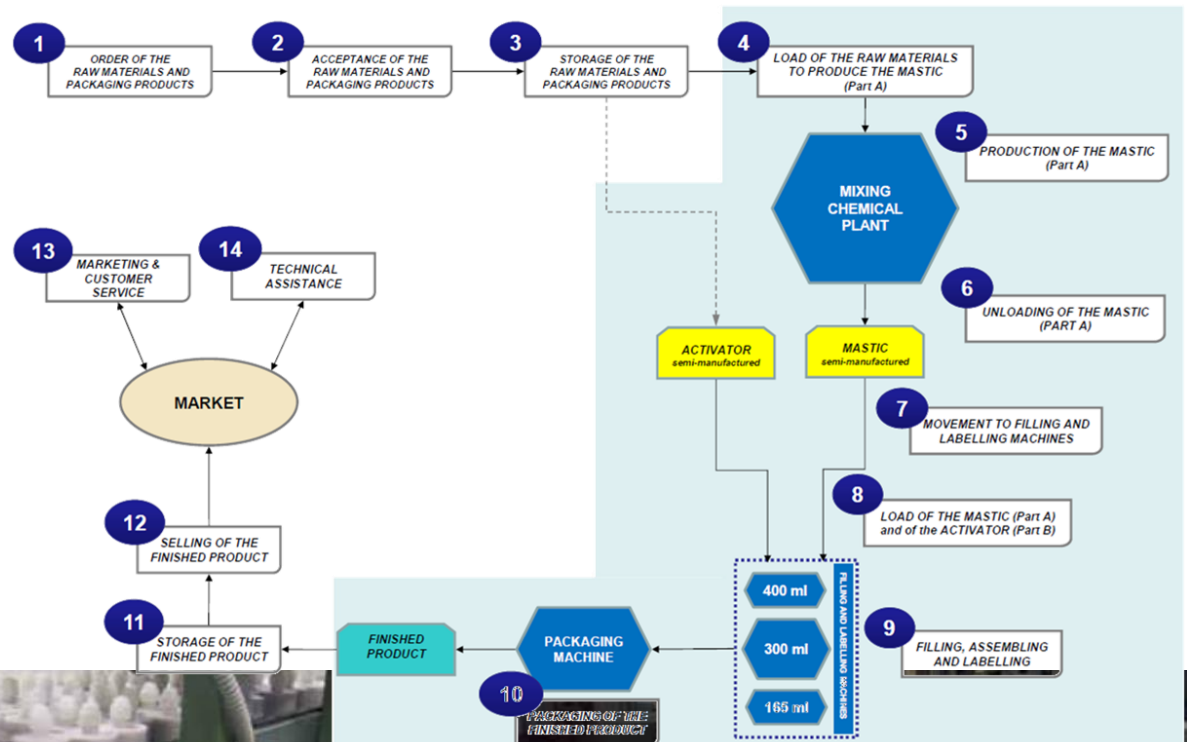 1
ORDER OF THE
RAW MATERIALS AND
PACKAGING PRODUCTS
2
ACCEPTANCE OF THE
RAW MATERIALS AND
PACKAGING PRODUCTS
3
STORAGE OF THE
RAW MATERIALS AND
PACKAGING PRODUCTS
4
LOAD OF THE RAW MATERIALS
TO PRODUCE THE MASTIC
(Part A)
5
PRODUCTION OF THE MASTIC
(Part A)
MIXING
CHEMICAL
PLANT
13
MARKETING &
CUSTOMER
SERVICE
14
TECHNICAL
ASSISTANCE
6
UNLOADING OF THE MASTIC
(PART A)
ACTIVATOR
semi-manufactured
MASTIC
semi-manufactured
MARKET
7
MOVEMENT TO FILLING AND
LABELLING MACHINES
8
LOAD OF THE MASTIC (Part A)
and of the ACTIVATOR (Part B)
12
SELLING OF THE
FINISHED PRODUCT
400 ml
300 ml
165 ml
FILLING AND LABELLING MACHINES
9
FILLING, ASSEMBLING
AND LABELLING
11
STORAGE OF THE
FINISHED PRODUCT
FINISHED
PRODUCT
PACKAGING
MACHINE
10
PACKAGING OF THE
FINISHED PRODUCT